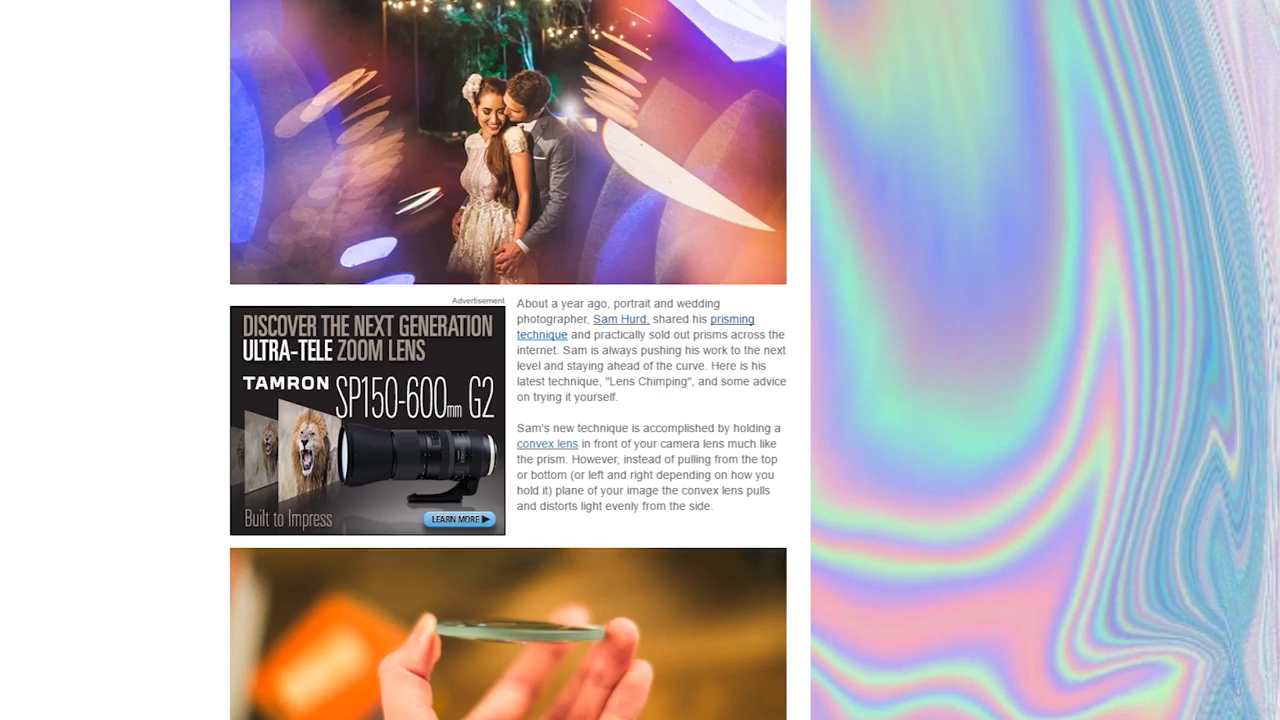 Advertisement
DISCOVER THE NEXT GENERATION
ULTRA-TELE ZOOM LENS
TAMRON SP150-600mm G2
Built to Impress
LEARN MORE
About a year ago, portrait and wedding
photographer, Sam Hurd, shared his prisming
technique and practically sold out prisms across the
internet. Sam is always pushing his work to the next
level and staying ahead of the curve. Here is his
latest technique, "Lens Chimping", and some advice
on trying it yourself.
Sam's new technique is accomplished by holding a
convex lens in front of your camera lens much like
the prism. However, instead of pulling from the top
or bottom (or left and right depending on how you
hold it) plane of your image the convex lens pulls
and distorts light evenly from the side.